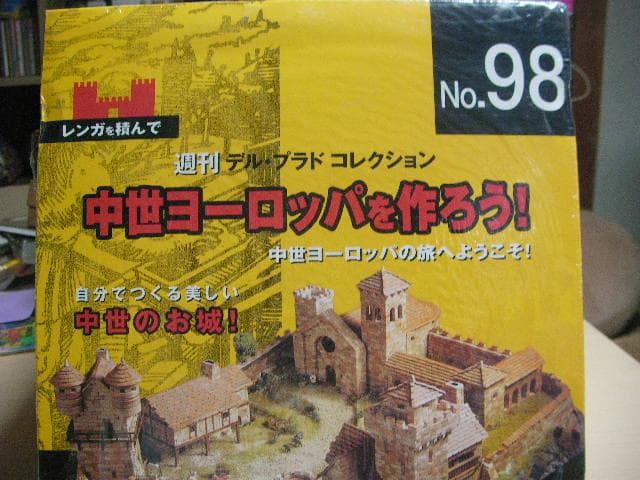 No.98
レンガを積んで
週刊 デル・プラド コレクション
中世ヨーロッパを作ろう!
中世ヨーロッパの旅へようこそ!
自分でつくる美しい
中世のお城!